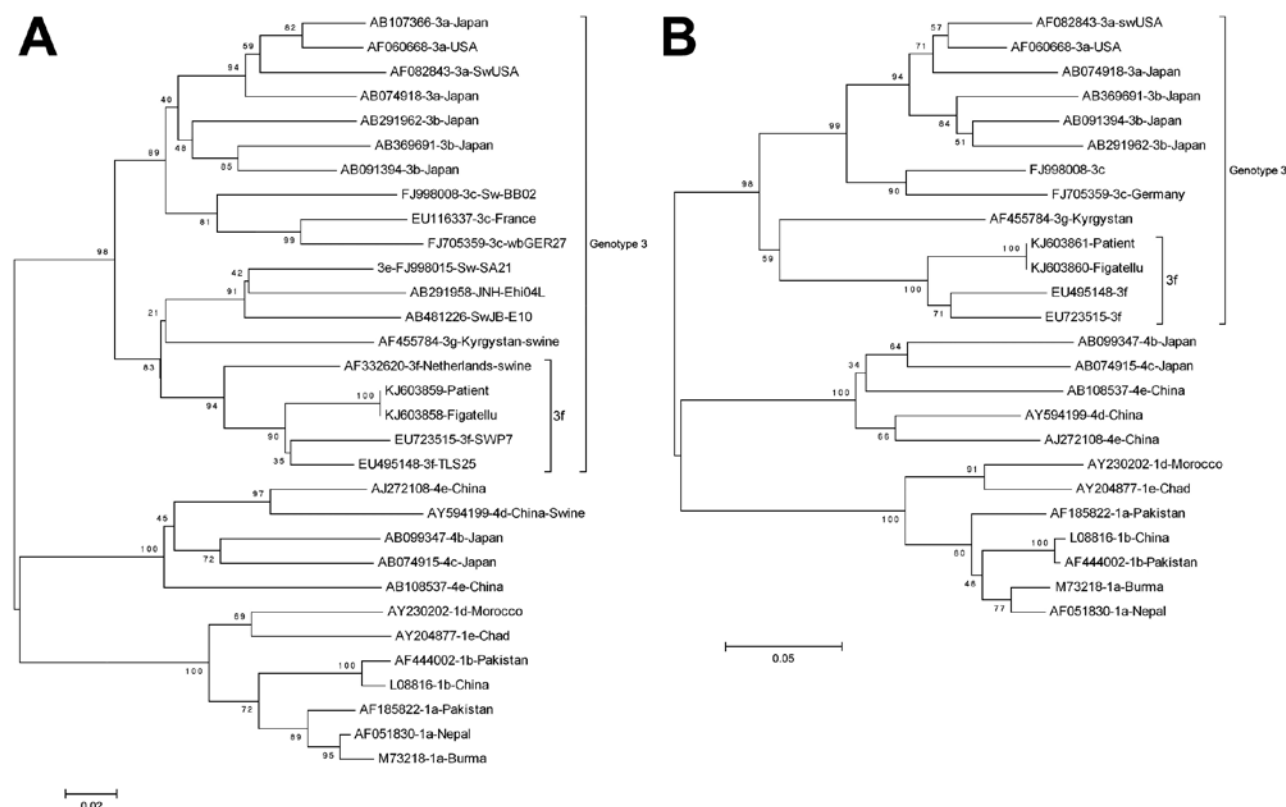 A
AB107366-3a-Japan
AF060668-3a-USA
AF082843-3a-SwUSA
AB074918-3a-Japan
AB291962-3b-Japan
AB369691-3b-Japan
AB091394-3b-Japan
FJ998008-3c-Sw-BB02
EU116337-3c-France
FJ705359-3c-wbGER27
3e-FJ998015-Sw-SA21
AB291958-JNH-Ehi04L
AB481226-SwJB-E10
AF455784-3g-Kyrgystan-swine
AF332620-3f-Netherlands-swine
KJ603859-Patient
KJ603858-Figatellu
EU723515-3f-SWP7
EU495148-3f-TLS25
AJ272108-4e-China
AY594199-4d-China-Swine
AB099347-4b-Japan
AB074915-4c-Japan
AB108537-4e-China
AY230202-1d-Morocco
AY204877-1e-Chad
AF444002-1b-Pakistan
L08816-1b-China
AF185822-1a-Pakistan
AF051830-1a-Nepal
M73218-1a-Burma
82
59
94
40
48
85
89
81
99
98
42
91
21
83
94
100
90
35
97
45
100
72
69
100
100
72
89
95
3f
Genotype 3
0.02
B
AF082843-3a-swUSA
AF060668-3a-USA
AB074918-3a-Japan
AB369691-3b-Japan
AB091394-3b-Japan
AB291962-3b-Japan
FJ998008-3c
FJ705359-3c-Germany
AF455784-3g-Kyrgystan
KJ603861-Patient
KJ603860-Figatellu
EU495148-3f
EU723515-3f
AB099347-4b-Japan
AB074915-4c-Japan
AB108537-4e-China
AY594199-4d-China
AJ272108-4e-China
AY230202-1d-Morocco
AY204877-1e-Chad
AF185822-1a-Pakistan
L08816-1b-China
AF444002-1b-Pakistan
M73218-1a-Burma
AF051830-1a-Nepal
57
71
94
84
51
99
90
98
59
100
100
71
64
34
100
66
91
100
60
100
46
77
3f
Genotype 3
0.05